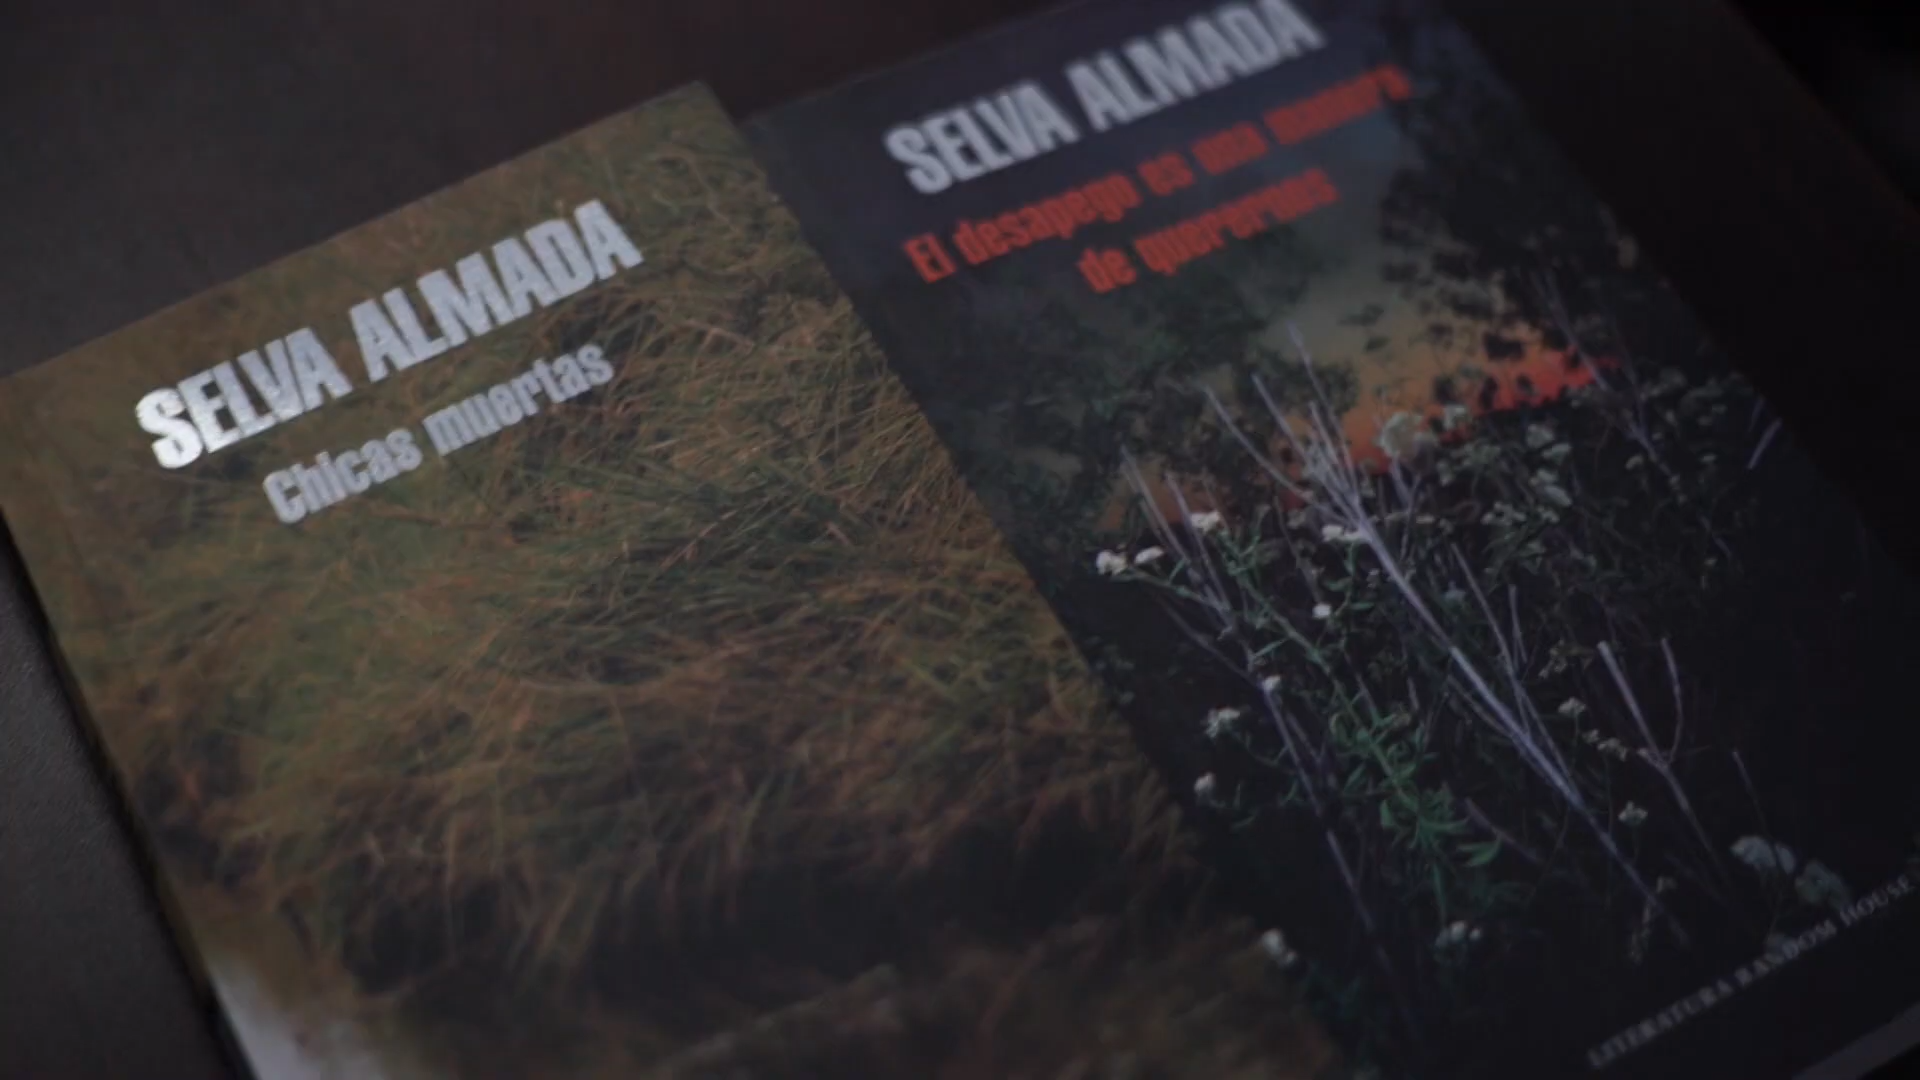 SELVA ALMADA
Chicas muertas
SELVA ALMADA
El desapego es una manera
de querernos
LITERATURA RANDOM HOUSE